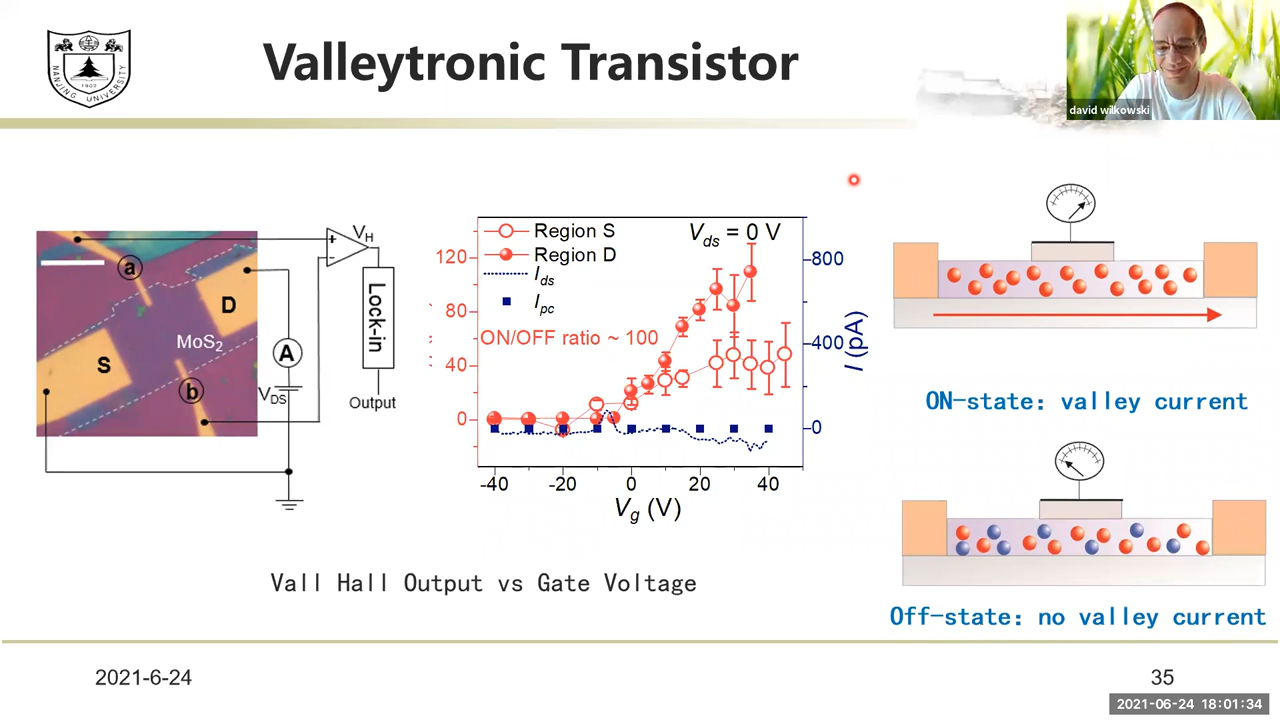 Valleytronic Transistor
NANJING UNIVERSITY
1902
david wilkowski
a
b
S
D
MoS2
VH
+
-
Lock-in
A
VDS
Output
Region S
Region D
Ids
Ipc
Vds = 0 V
ON/OFF ratio ~ 100
120
80
40
0
800
400
0
I (pA)
-40 -20 0 20 40
Vg (V)
Vall Hall Output vs Gate Voltage
ON-state: valley current
Off-state: no valley current
2021-6-24
35
2021-06-24 18:01:34